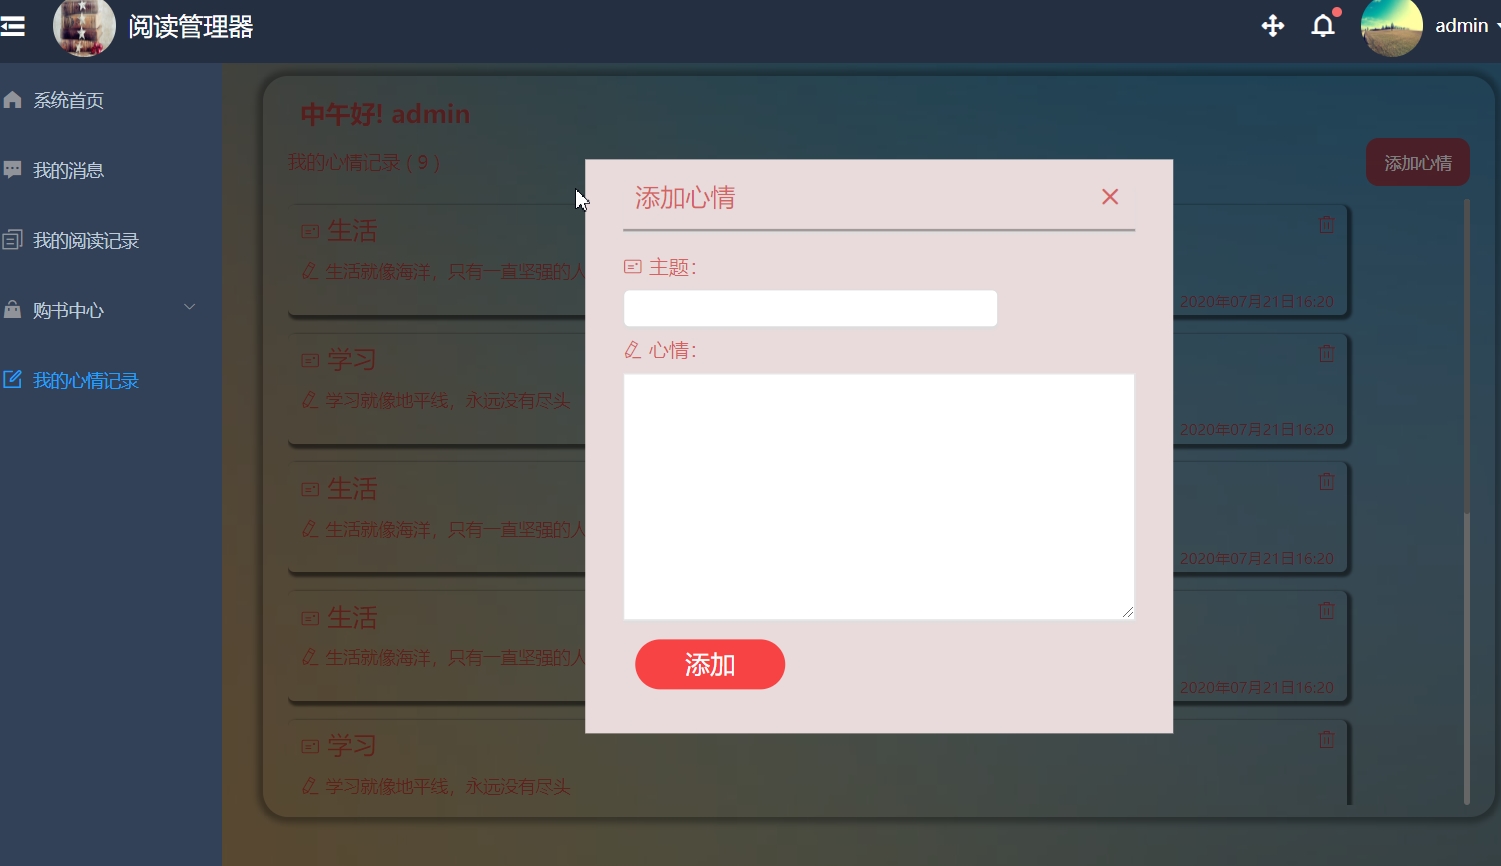 阅读管理器
admin
系统首页
我的消息
我的阅读记录
购书中心
我的心情记录
中午好! admin
我的心情记录 ( 9 )
添加心情
生活
生活就像海洋，只有一直坚强的人
2020年07月21日16:20
学习
学习就像地平线，永远没有尽头
2020年07月21日16:20
生活
生活就像海洋，只有一直坚强的人
2020年07月21日16:20
生活
生活就像海洋，只有一直坚强的人
2020年07月21日16:20
学习
学习就像地平线，永远没有尽头
添加心情
主题：
心情：
添加